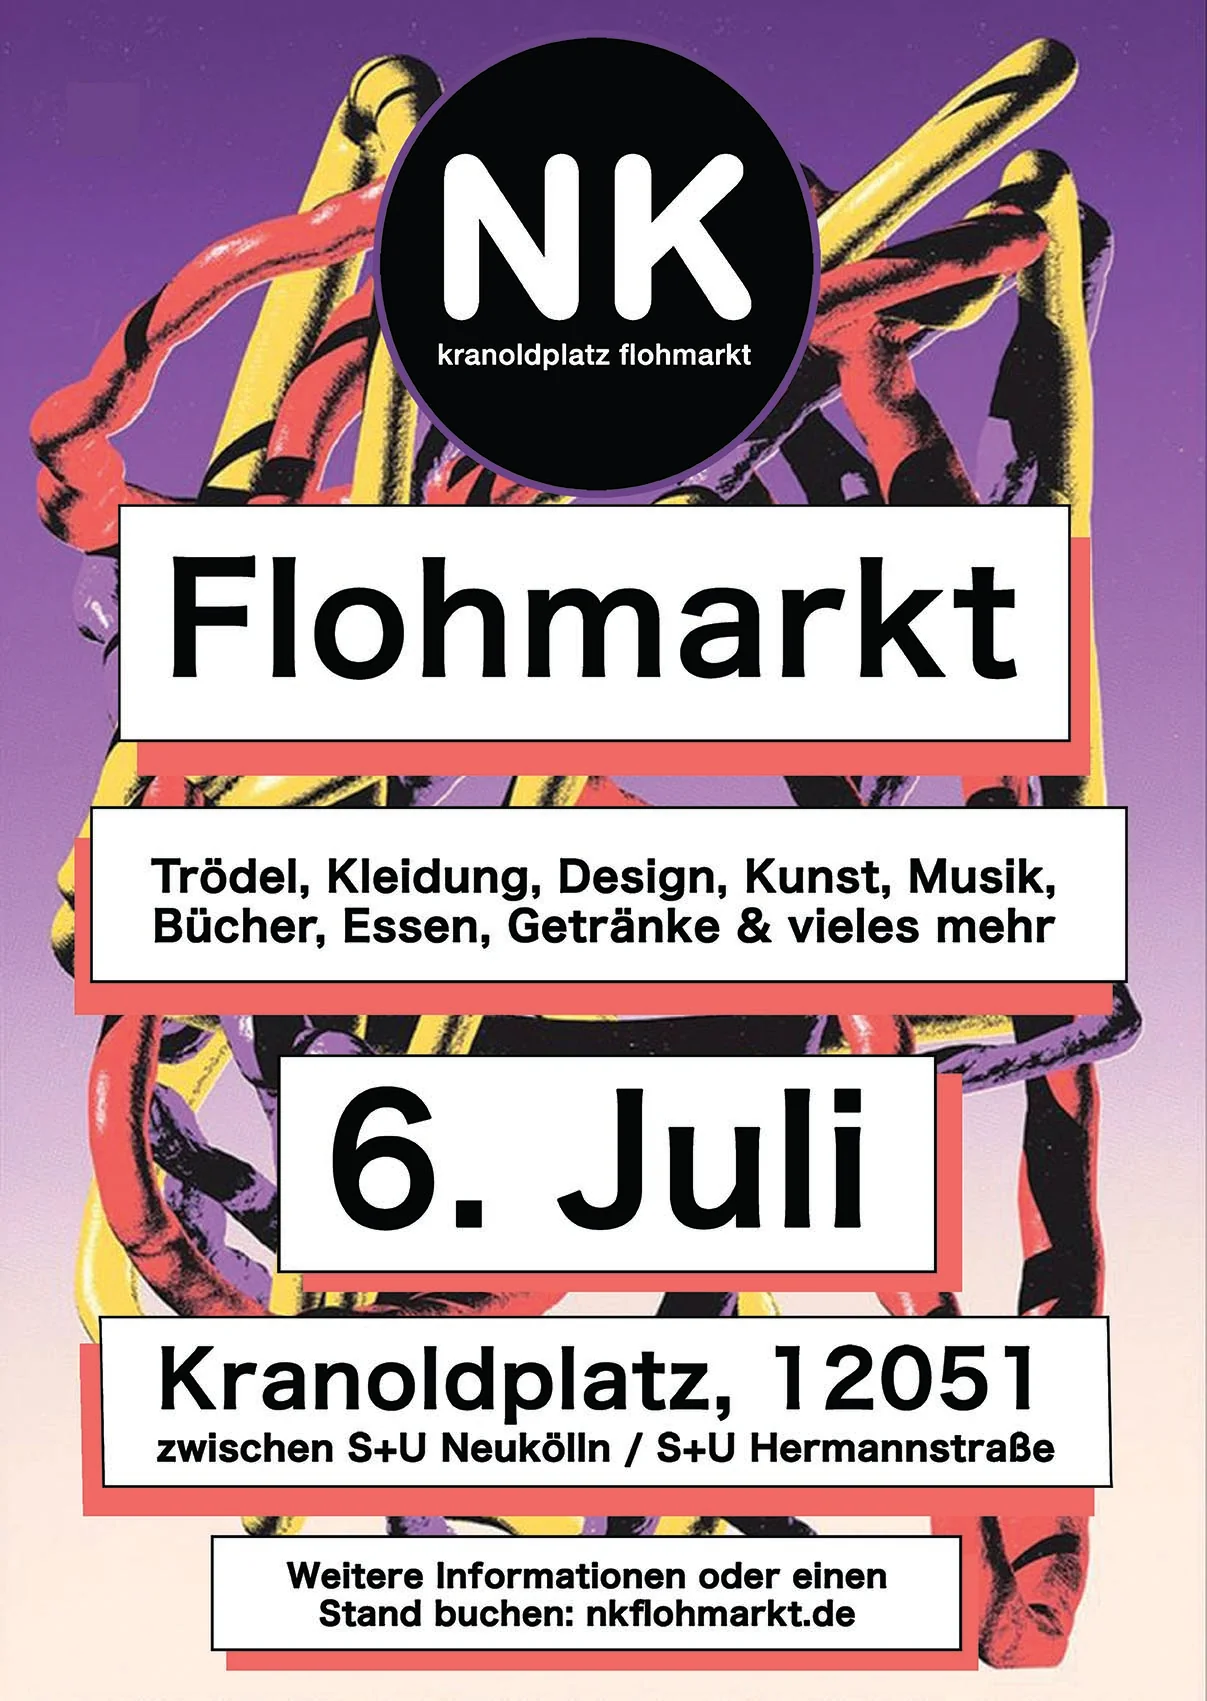 NK
kranoldplatz flohmarkt
Flohmarkt
Trödel, Kleidung, Design, Kunst, Musik,
Bücher, Essen, Getränke & vieles mehr
6. Juli
Kranoldplatz, 12051
zwischen S+U Neukölln / S+U Hermannstraße
Weitere Informationen oder einen
Stand buchen: nkflohmarkt.de